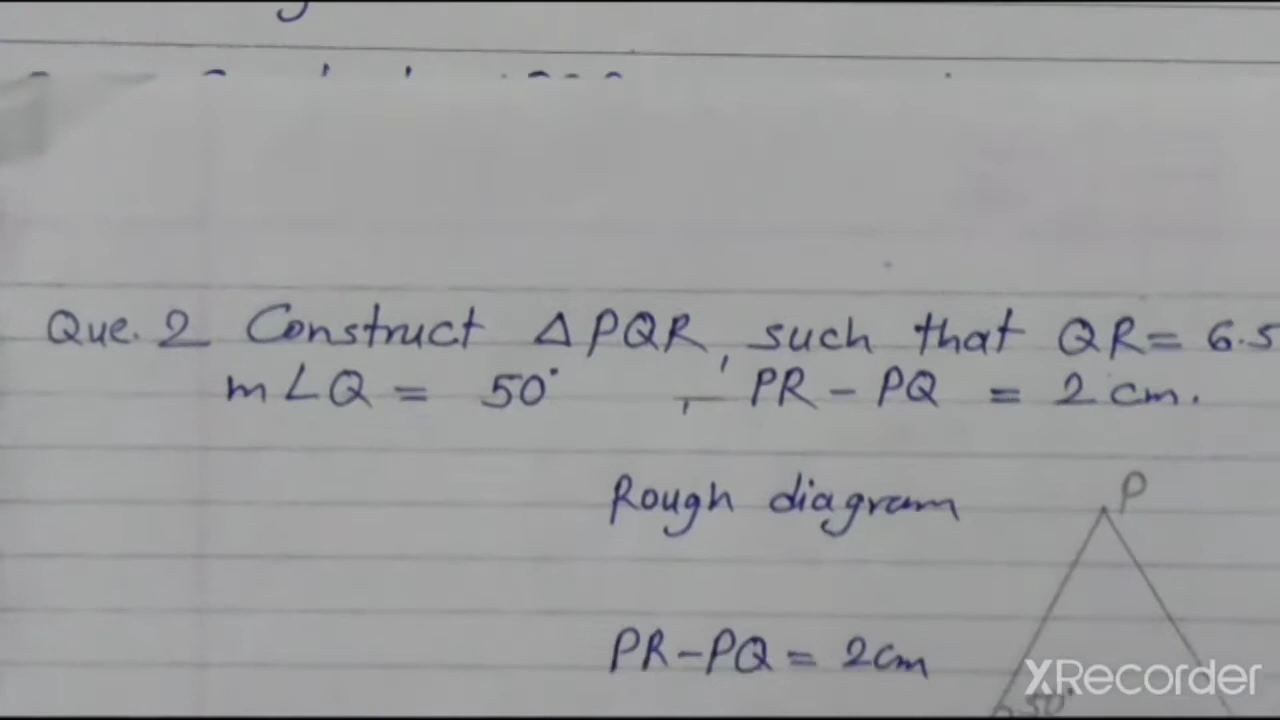 Que. 2 Construct △PQR, such that QR = 6.5
m∠Q = 50° , PR - PQ = 2 cm.
Rough diagram
P
PR - PQ = 2cm
50°
XRecorder